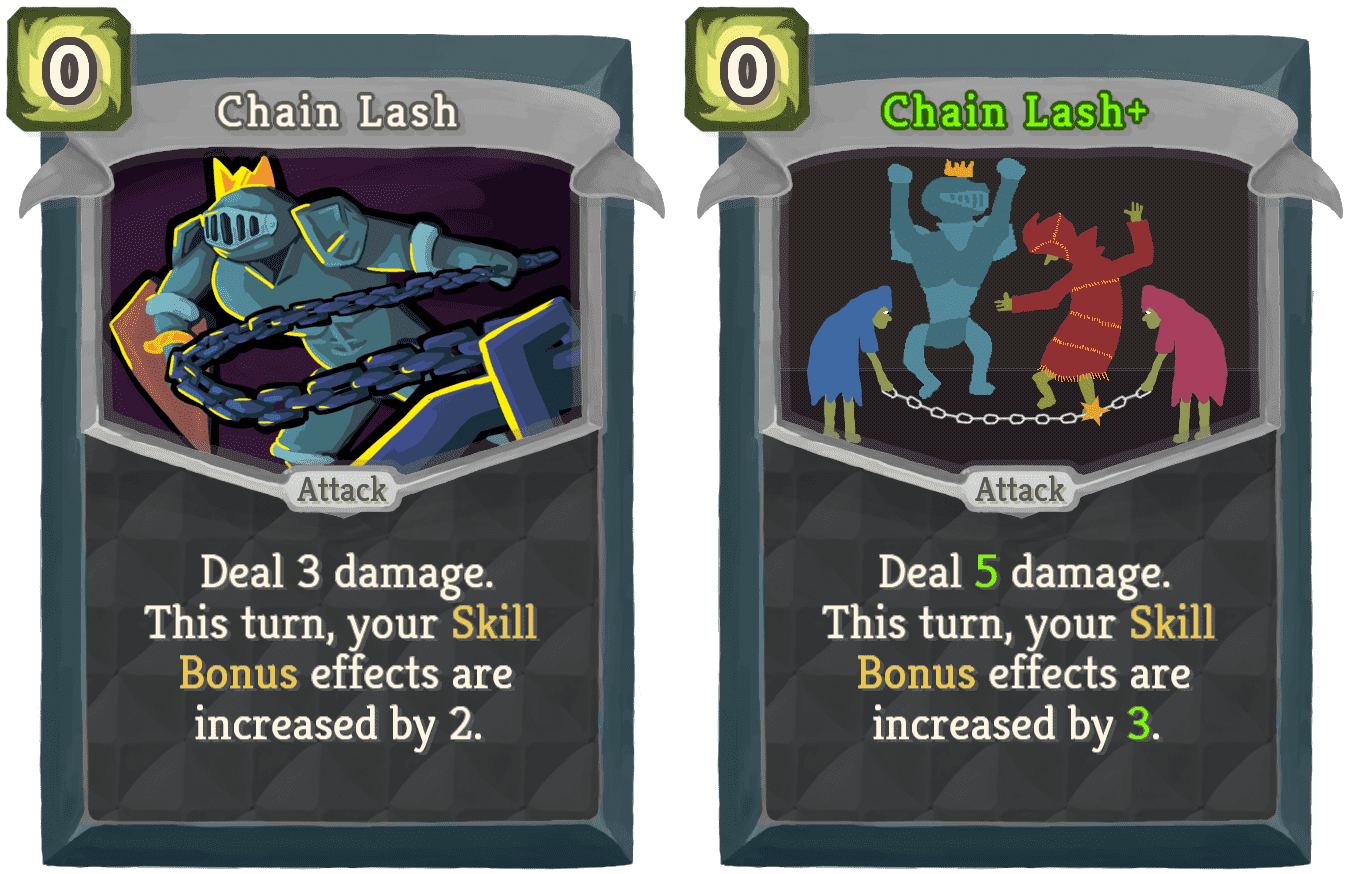 0
Chain Lash
Attack
Deal 3 damage.
This turn, your Skill
Bonus effects are
increased by 2.
0
Chain Lash+
Attack
Deal 5 damage.
This turn, your Skill
Bonus effects are
increased by 3.